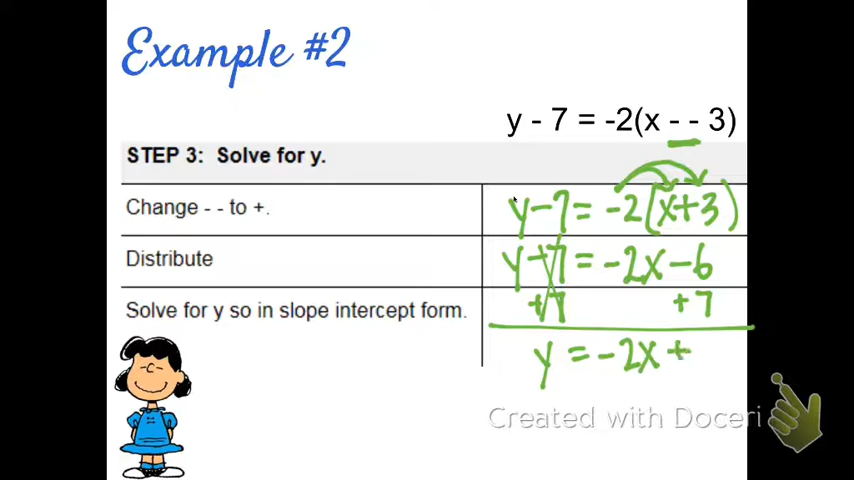 Example #2
y - 7 = -2(x - - 3)
STEP 3: Solve for y.
Change - - to +.
y-7=-2(x+3)
Distribute
y-7=-2x-6
Solve for y so in slope intercept form.
+7 +7
y=-2x+
Created with Doceri